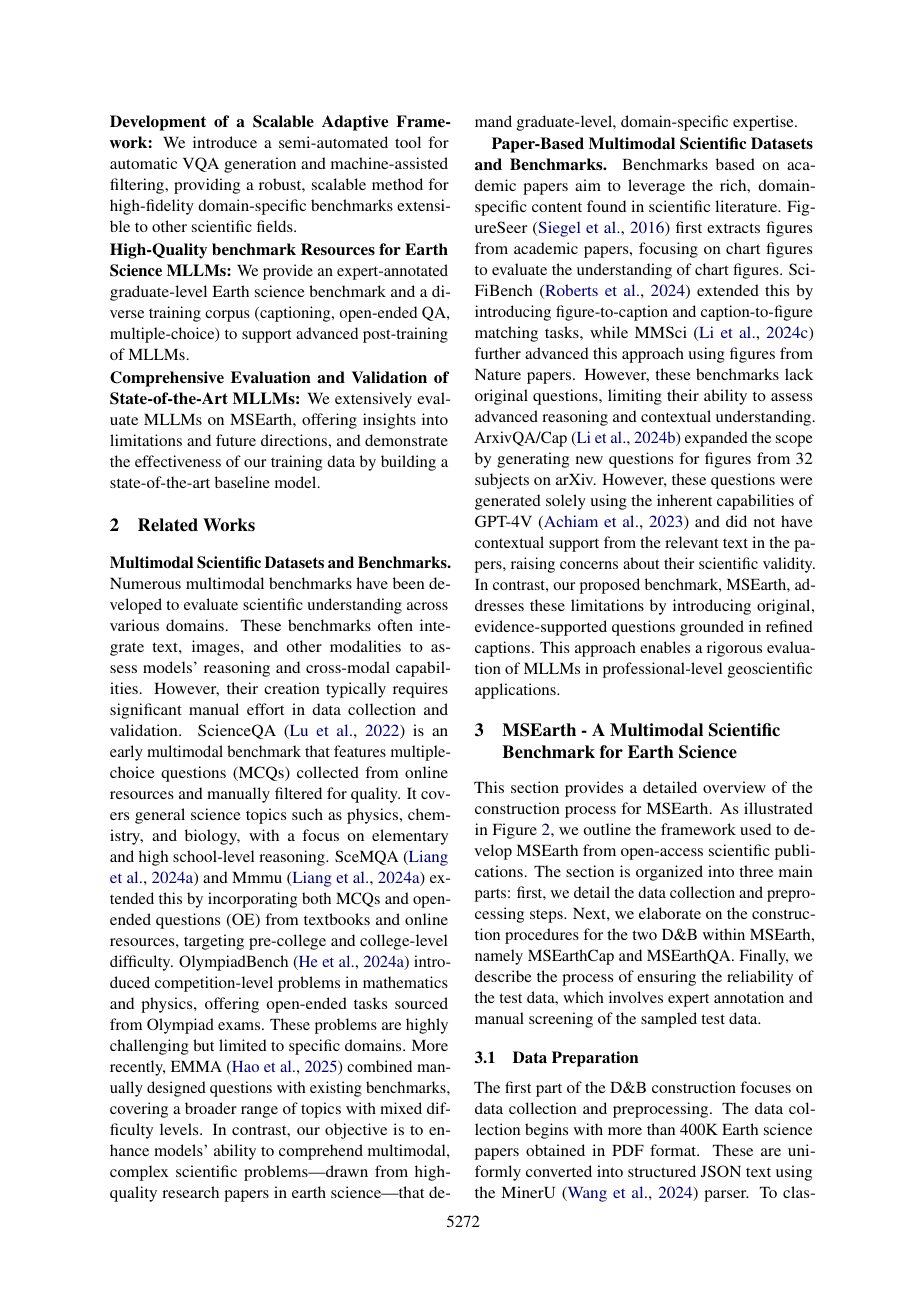 Development of a Scalable Adaptive Frame-
work: We introduce a semi-automated tool for
automatic VQA generation and machine-assisted
filtering, providing a robust, scalable method for
high-fidelity domain-specific benchmarks extensi-
ble to other scientific fields.
High-Quality benchmark Resources for Earth
Science MLLMs: We provide an expert-annotated
graduate-level Earth science benchmark and a di-
verse training corpus (captioning, open-ended QA,
multiple-choice) to support advanced post-training
of MLLMs.
Comprehensive Evaluation and Validation of
State-of-the-Art MLLMs: We extensively eval-
uate MLLMs on MSEarth, offering insights into
limitations and future directions, and demonstrate
the effectiveness of our training data by building a
state-of-the-art baseline model.
2 Related Works
Multimodal Scientific Datasets and Benchmarks.
Numerous multimodal benchmarks have been de-
veloped to evaluate scientific understanding across
various domains. These benchmarks often inte-
grate text, images, and other modalities to as-
sess models' reasoning and cross-modal capabil-
ities. However, their creation typically requires
significant manual effort in data collection and
validation. ScienceQA (Lu et al., 2022) is an
early multimodal benchmark that features multiple-
choice questions (MCQs) collected from online
resources and manually filtered for quality. It cov-
ers general science topics such as physics, chem-
istry, and biology, with a focus on elementary
and high school-level reasoning. SceMQA (Liang
et al., 2024a) and Mmmu (Liang et al., 2024a) ex-
tended this by incorporating both MCQs and open-
ended questions (OE) from textbooks and online
resources, targeting pre-college and college-level
difficulty. OlympiadBench (He et al., 2024a) intro-
duced competition-level problems in mathematics
and physics, offering open-ended tasks sourced
from Olympiad exams. These problems are highly
challenging but limited to specific domains. More
recently, EMMA (Hao et al., 2025) combined man-
ually designed questions with existing benchmarks,
covering a broader range of topics with mixed dif-
ficulty levels. In contrast, our objective is to en-
hance models' ability to comprehend multimodal,
complex scientific problems—drawn from high-
quality research papers in earth science—that de-
mand graduate-level, domain-specific expertise.
Paper-Based Multimodal Scientific Datasets
and Benchmarks. Benchmarks based on aca-
demic papers aim to leverage the rich, domain-
specific content found in scientific literature. Fig-
ureSeer (Siegel et al., 2016) first extracts figures
from academic papers, focusing on chart figures
to evaluate the understanding of chart figures. Sci-
FiBench (Roberts et al., 2024) extended this by
introducing figure-to-caption and caption-to-figure
matching tasks, while MMSci (Li et al., 2024c)
further advanced this approach using figures from
Nature papers. However, these benchmarks lack
original questions, limiting their ability to assess
advanced reasoning and contextual understanding.
ArxivQA/Cap (Li et al., 2024b) expanded the scope
by generating new questions for figures from 32
subjects on arXiv. However, these questions were
generated solely using the inherent capabilities of
GPT-4V (Achiam et al., 2023) and did not have
contextual support from the relevant text in the pa-
pers, raising concerns about their scientific validity.
In contrast, our proposed benchmark, MSEarth, ad-
dresses these limitations by introducing original,
evidence-supported questions grounded in refined
captions. This approach enables a rigorous evalua-
tion of MLLMs in professional-level geoscientific
applications.
3 MSEarth - A Multimodal Scientific
Benchmark for Earth Science
This section provides a detailed overview of the
construction process for MSEarth. As illustrated
in Figure 2, we outline the framework used to de-
velop MSEarth from open-access scientific publi-
cations. The section is organized into three main
parts: first, we detail the data collection and prepro-
cessing steps. Next, we elaborate on the construc-
tion procedures for the two D&B within MSEarth,
namely MSEarthCap and MSEarthQA. Finally, we
describe the process of ensuring the reliability of
the test data, which involves expert annotation and
manual screening of the sampled test data.
3.1 Data Preparation
The first part of the D&B construction focuses on
data collection and preprocessing. The data col-
lection begins with more than 400K Earth science
papers obtained in PDF format. These are uni-
formly converted into structured JSON text using
the MinerU (Wang et al., 2024) parser. To clas-
5272